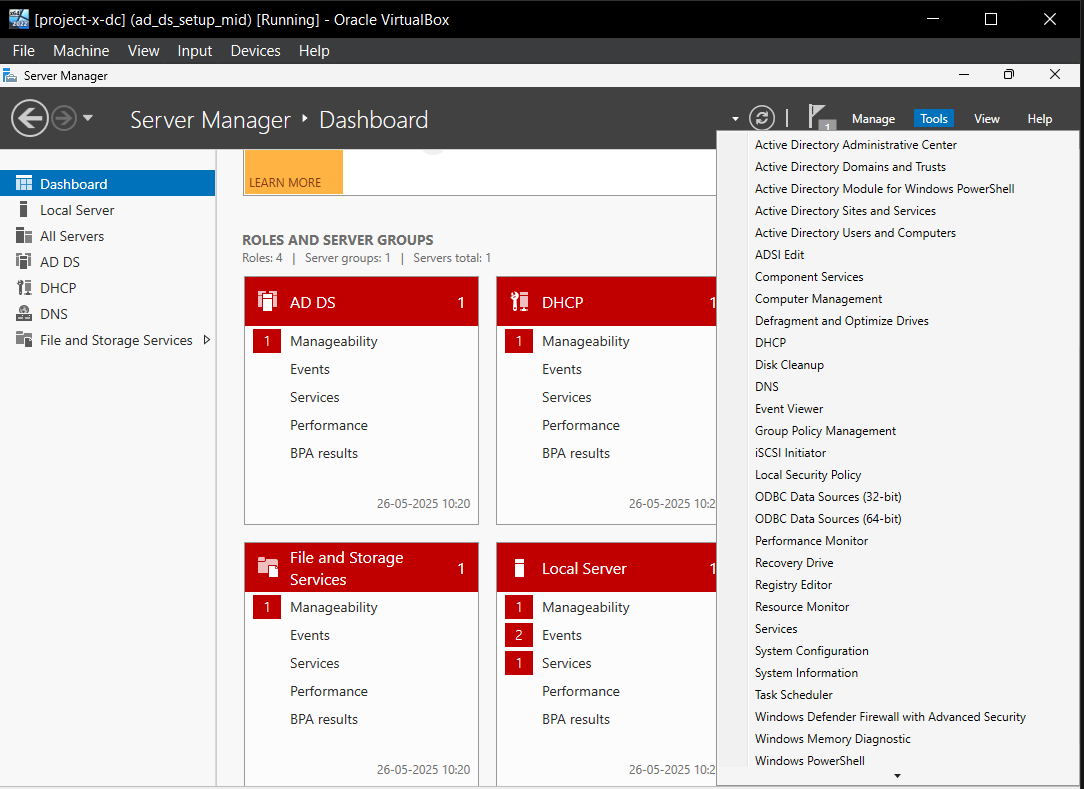 [project-x-dc] (ad_ds_setup_mid) [Running] - Oracle VirtualBox
File Machine View Input Devices Help
Server Manager
Server Manager ‣ Dashboard
1
Manage Tools View Help
Dashboard
Local Server
All Servers
AD DS
DHCP
DNS
File and Storage Services
LEARN MORE
ROLES AND SERVER GROUPS
Roles: 4 | Server groups: 1 | Servers total: 1
AD DS 1
1 Manageability
Events
Services
Performance
BPA results
26-05-2025 10:20
DHCP 1
1 Manageability
Events
Services
Performance
BPA results
26-05-2025 10:2
File and Storage
Services 1
1 Manageability
Events
Services
Performance
BPA results
26-05-2025 10:20
Local Server 1
1 Manageability
2 Events
1 Services
Performance
BPA results
26-05-2025 10:2
Active Directory Administrative Center
Active Directory Domains and Trusts
Active Directory Module for Windows PowerShell
Active Directory Sites and Services
Active Directory Users and Computers
ADSI Edit
Component Services
Computer Management
Defragment and Optimize Drives
DHCP
Disk Cleanup
DNS
Event Viewer
Group Policy Management
iSCSI Initiator
Local Security Policy
ODBC Data Sources (32-bit)
ODBC Data Sources (64-bit)
Performance Monitor
Recovery Drive
Registry Editor
Resource Monitor
Services
System Configuration
System Information
Task Scheduler
Windows Defender Firewall with Advanced Security
Windows Memory Diagnostic
Windows PowerShell